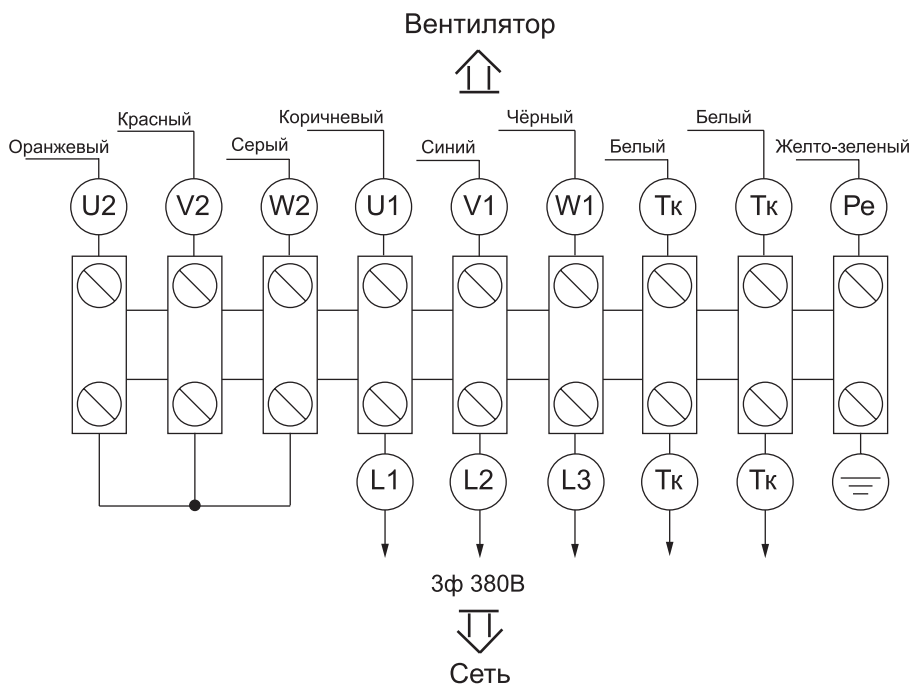 Вентилятор
Оранжевый Красный Серый Коричневый Синий Чёрный Белый Белый Желто-зеленый
U2 V2 W2 U1 V1 W1 Тк Тк Pe
L1 L2 L3 Тк Тк
3ф 380В
Сеть